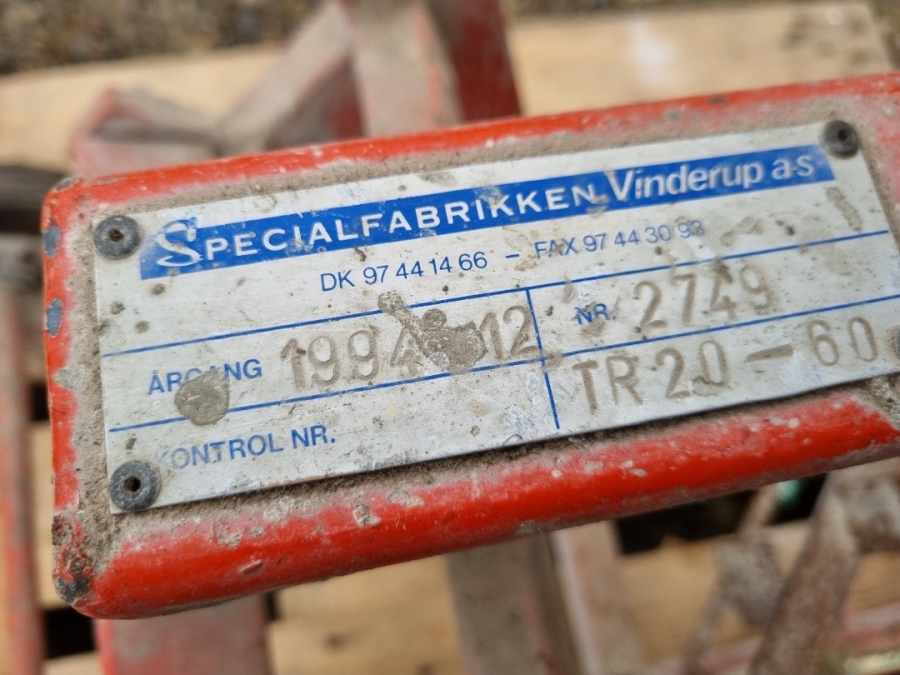 SPECIALFABRIKKEN Vinderup a-s
DK 97 44 14 66 - FAX 97 44 30 93
ÅRGANG 1994 12 NR. 2749
KONTROL NR. TR 20-60